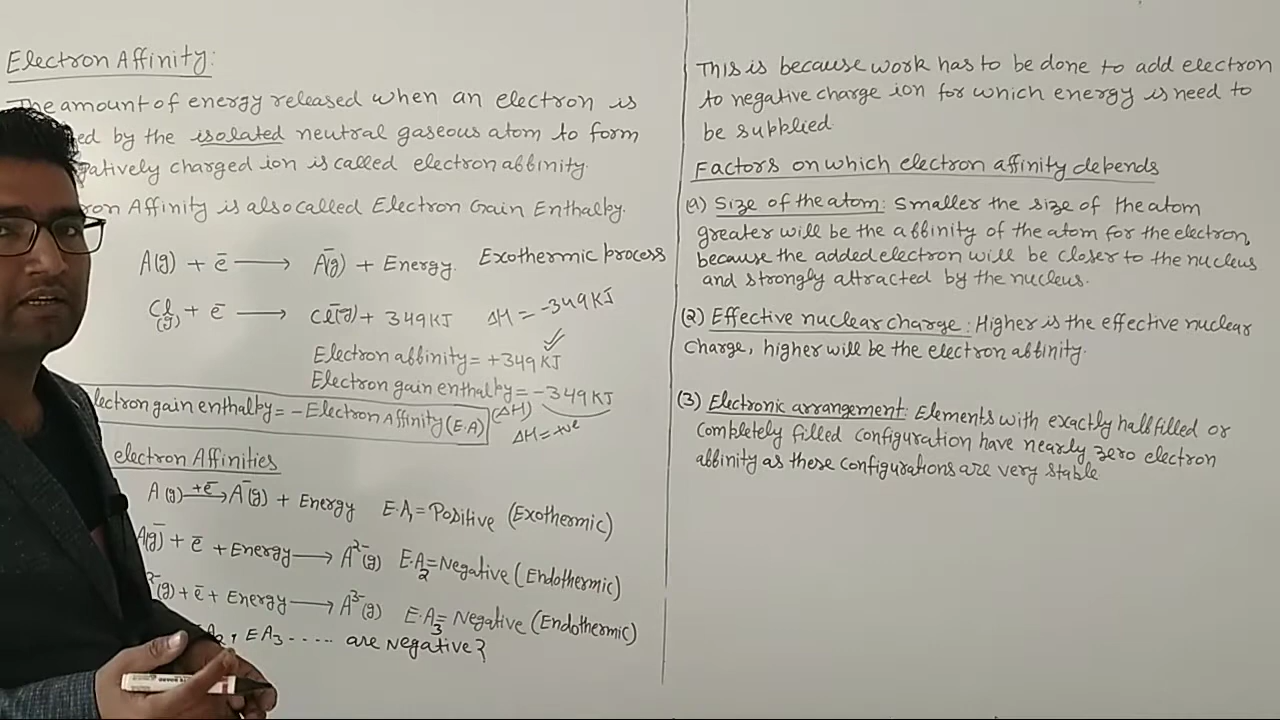 Electron Affinity:
The amount of energy released when an electron is
ed by the isolated neutral gaseous atom to form
gatively charged ion is called electron affinity.
ron Affinity is also called Electron Gain Enthalpy.
A(g) + ē ⟶ A⁻(g) + Energy. Exothermic process
Cl(g) + ē ⟶ Cl⁻(g) + 349KJ ΔH = -349KJ
Electron affinity = +349KJ
Electron gain enthalpy = -349KJ
lectron gain enthalpy = -Electron Affinity (E.A) (ΔH)
ΔH = +ve
electron Affinities
A(g) +ē ⟶ A⁻(g) + Energy E.A₁ = Positive (Exothermic)
A(g)⁻ + ē + Energy ⟶ A²⁻(g) E.A₂ = Negative (Endothermic)
²⁻(g) + ē + Energy ⟶ A³⁻(g) E.A₃ = Negative (Endothermic)
A₂, EA₃ ..... are Negative?
This is because work has to be done to add electron
to negative charge ion for which energy is need to
be supplied.
Factors on which electron affinity depends
(1) Size of the atom: Smaller the size of the atom
greater will be the affinity of the atom for the electron,
because the added electron will be closer to the nucleus
and strongly attracted by the nucleus.
(2) Effective nuclear charge: Higher is the effective nuclear
charge, higher will be the electron affinity.
(3) Electronic arrangement: Elements with exactly half filled or
completely filled configuration have nearly zero electron
affinity as these configurations are very stable